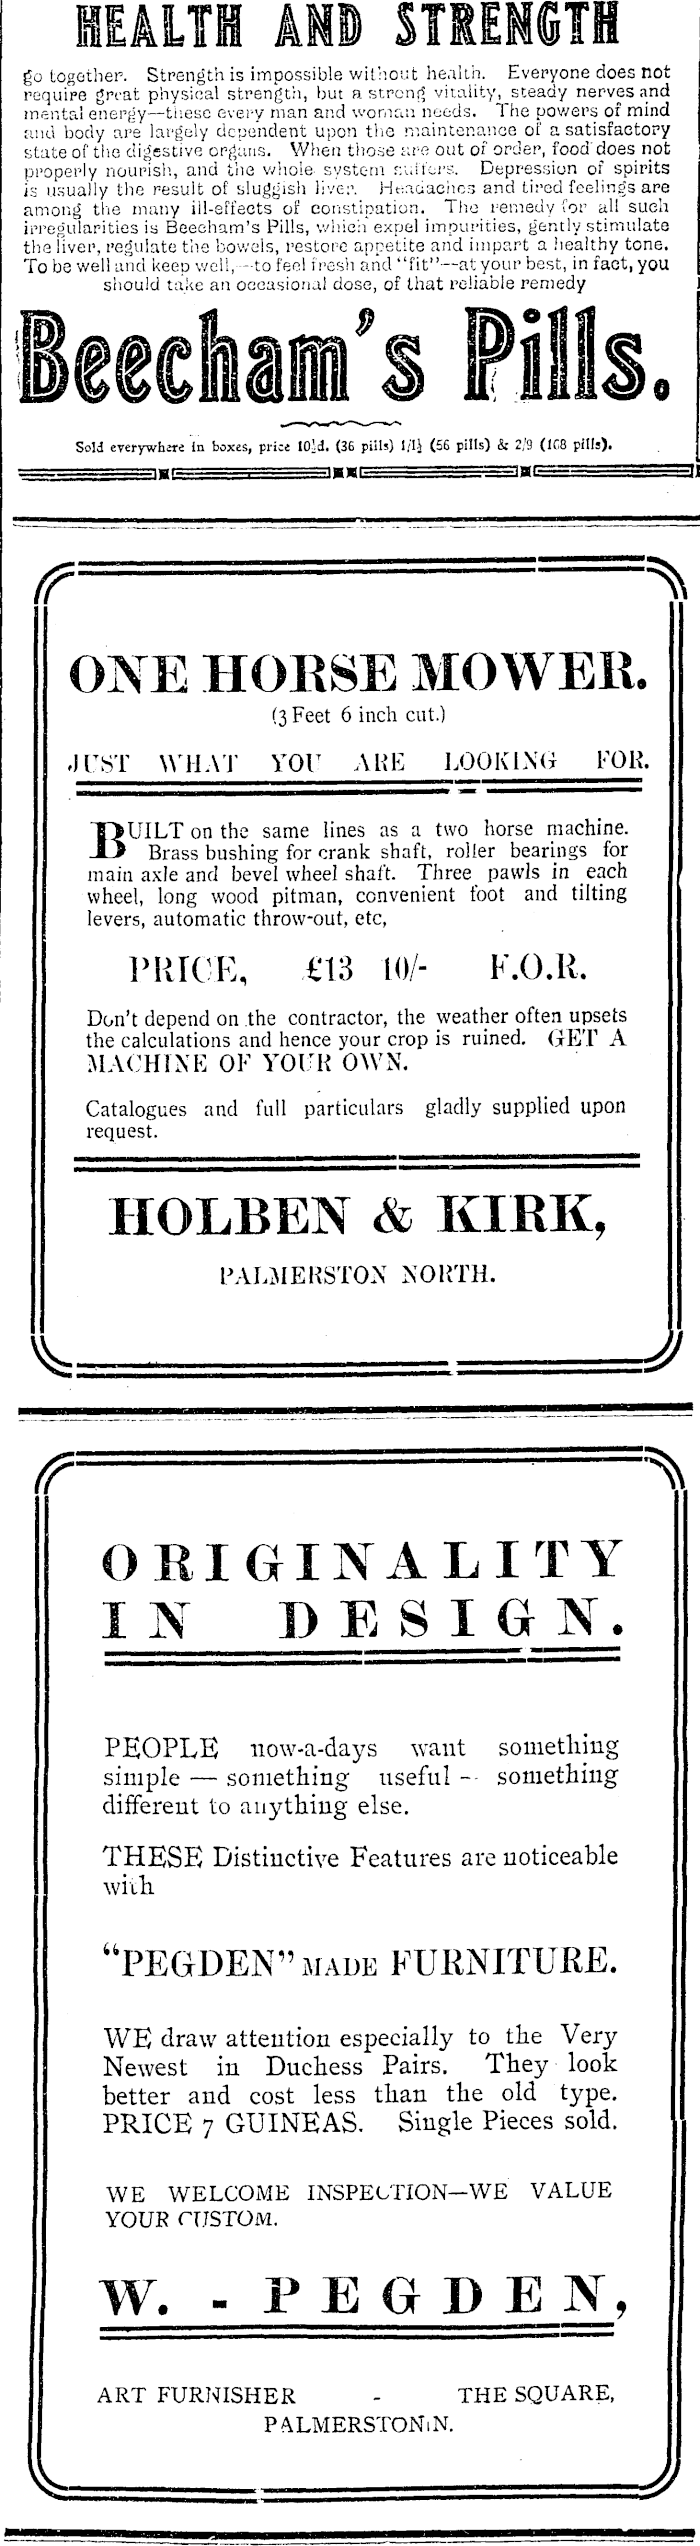 HEALTH AND STRENGTH
go together. Strength is impossible without health. Everyone does not
require great physical strength, but a strong vitality, steady nerves and
mental energy—these every man and woman needs. The powers of mind
and body are largely dependent upon the maintenance of a satisfactory
state of the digestive organs. When those are out of order, food does not
properly nourish, and the whole system suffers. Depression of spirits
is usually the result of sluggish liver. Headaches and tired feelings are
among the many ill-effects of constipation. The remedy for all such
irregularities is Beecham's Pills, which expel impurities, gently stimulate
the liver, regulate the bowels, restore appetite and impart a healthy tone.
To be well and keep well,—to feel fresh and "fit"—at your best, in fact, you
should take an occasional dose, of that reliable remedy
Beecham's Pills.
Sold everywhere in boxes, price 10½d. (36 pills) 1/1½ (56 pills) & 2/9 (168 pills).
ONE HORSE MOWER.
(3 Feet 6 inch cut.)
JUST WHAT YOU ARE LOOKING FOR.
BUILT on the same lines as a two horse machine.
Brass bushing for crank shaft, roller bearings for
main axle and bevel wheel shaft. Three pawls in each
wheel, long wood pitman, convenient foot and tilting
levers, automatic throw-out, etc,
PRICE, £13 10/- F.O.R.
Don't depend on the contractor, the weather often upsets
the calculations and hence your crop is ruined. GET A
MACHINE OF YOUR OWN.
Catalogues and full particulars gladly supplied upon
request.
HOLBEN & KIRK,
PALMERSTON NORTH.
ORIGINALITY
IN DESIGN.
PEOPLE now-a-days want something
simple — something useful — something
different to anything else.
THESE Distinctive Features are noticeable
with
"PEGDEN" MADE FURNITURE.
WE draw attention especially to the Very
Newest in Duchess Pairs. They look
better and cost less than the old type.
PRICE 7 GUINEAS. Single Pieces sold.
WE WELCOME INSPECTION—WE VALUE
YOUR CUSTOM.
W. - PEGDEN,
ART FURNISHER - THE SQUARE,
PALMERSTON N.